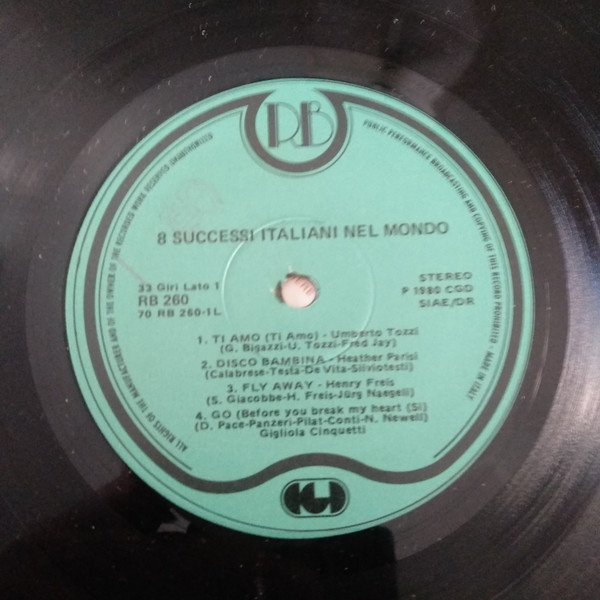 RB
ALL RIGHTS OF THE MANUFACTURER AND OF THE OWNER OF THE RECORDED WORK RESERVED UNAUTHORIZED
PUBLIC PERFORMANCE BROADCASTING AND COPYING OF THIS RECORD PROHIBITED - MADE IN ITALY
8 SUCCESSI ITALIANI NEL MONDO
33 Giri Lato 1
RB 260
70 RB 260-1L
STEREO
P 1980 CGD
SIAE/DR
1. TI AMO (Ti Amo) - Umberto Tozzi
(G. Bigazzi-U. Tozzi-Fred Jay)
2. DISCO BAMBINA - Heather Parisi
(Calabrese-Testa-De Vita-Silviotesti)
3. FLY AWAY - Henry Freis
(S. Giacobbe-H. Freis-Jürg Naegeli)
4. GO (Before you break my heart (Si)
(D. Pace-Panzeri-Pilat-Conti-N. Newell)
Gigliola Cinquetti
CGD